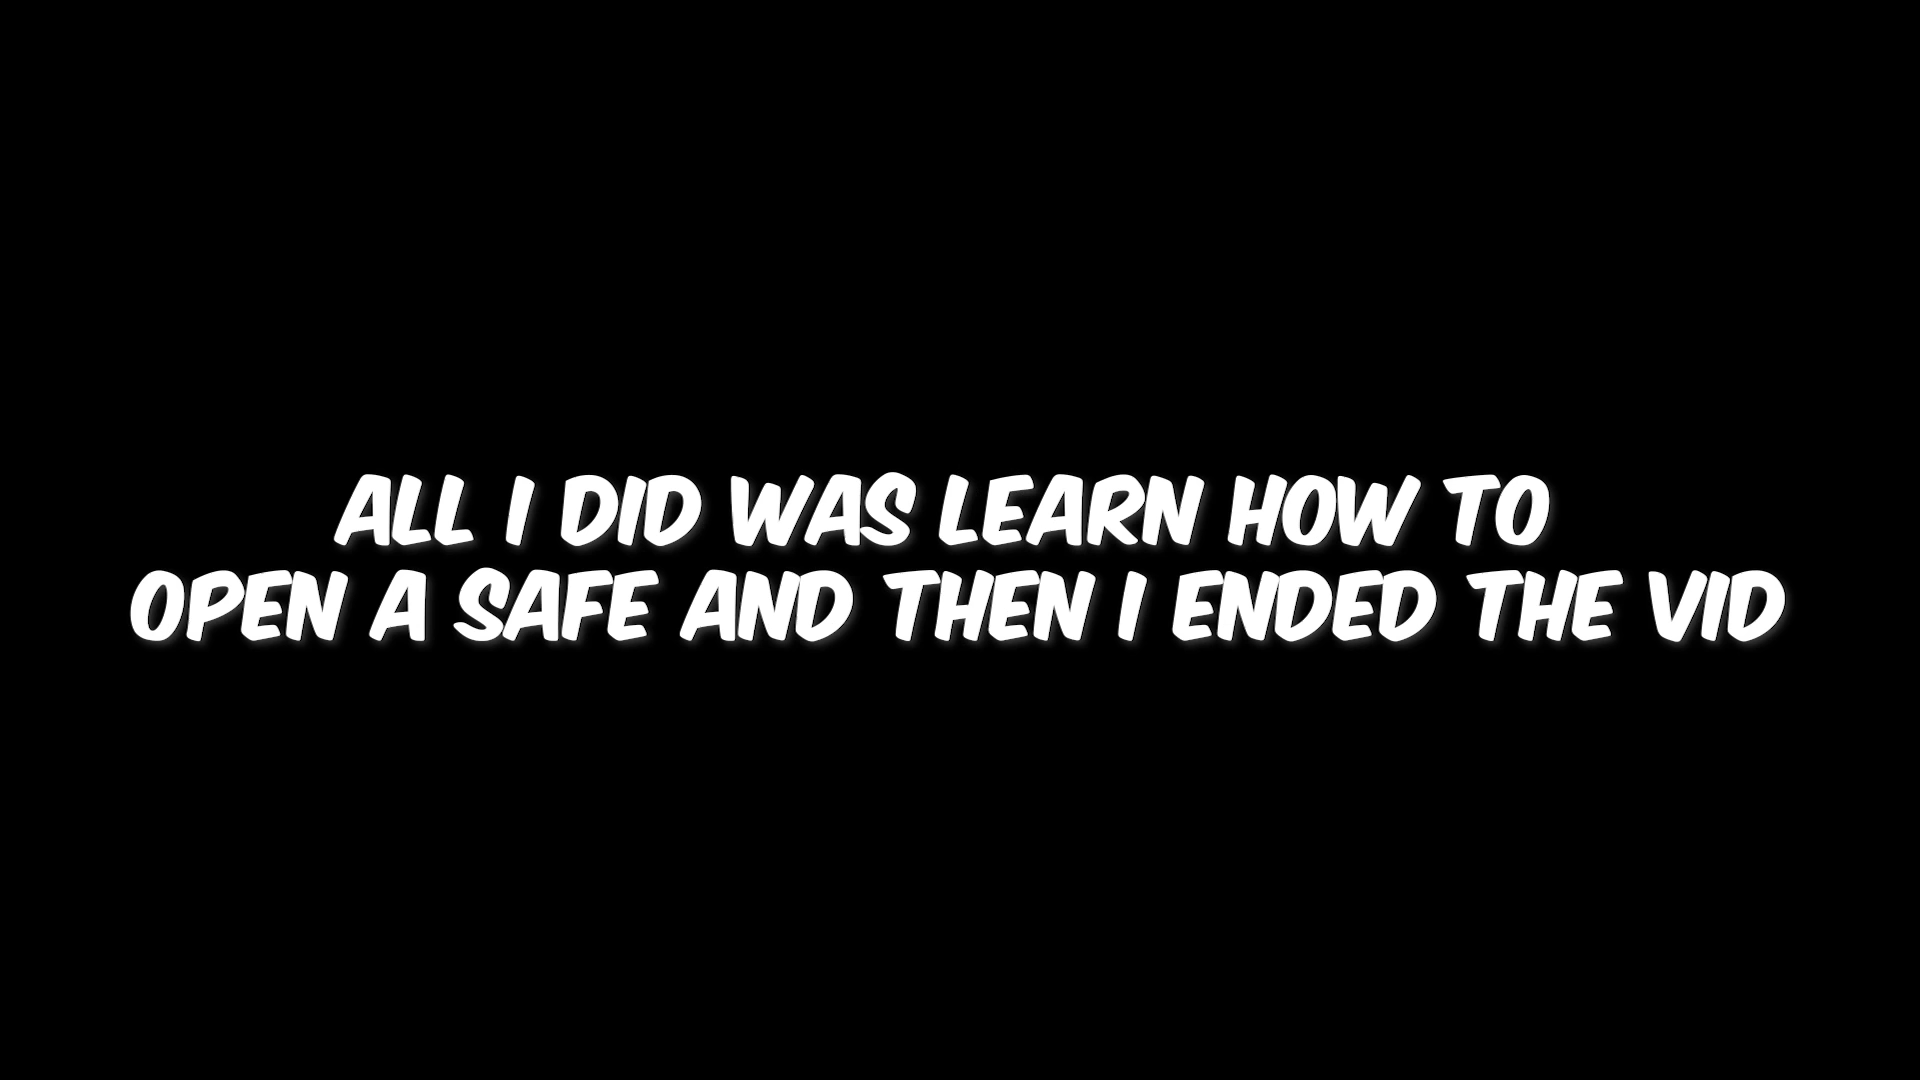 ALL I DID WAS LEARN HOW TO
OPEN A SAFE AND THEN I ENDED THE VID